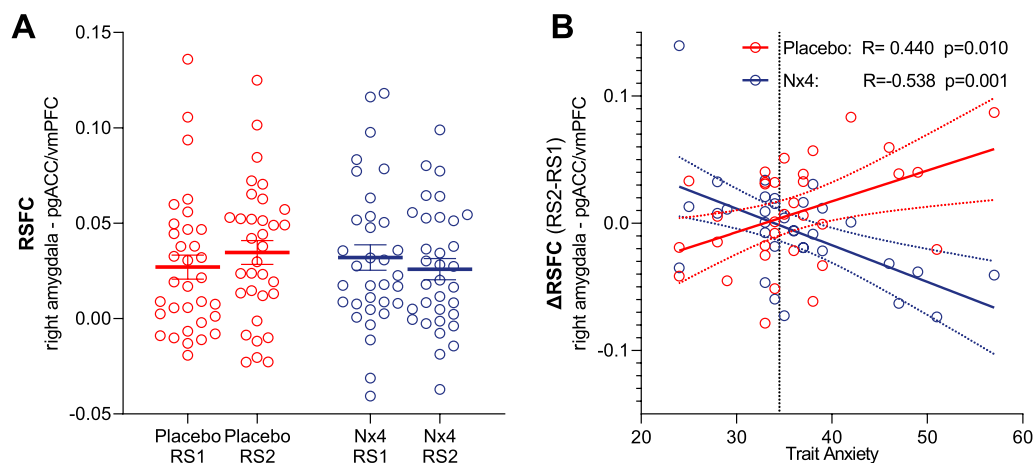 A
RSFC
right amygdala - pgACC/vmPFC
0.15
0.10
0.05
0.00
-0.05
Placebo RS1
Placebo RS2
Nx4 RS1
Nx4 RS2
B
ΔRSFC (RS2-RS1)
right amygdala - pgACC/vmPFC
0.1
0.0
-0.1
Placebo: R= 0.440 p=0.010
Nx4: R=-0.538 p=0.001
20 30 40 50 60
Trait Anxiety